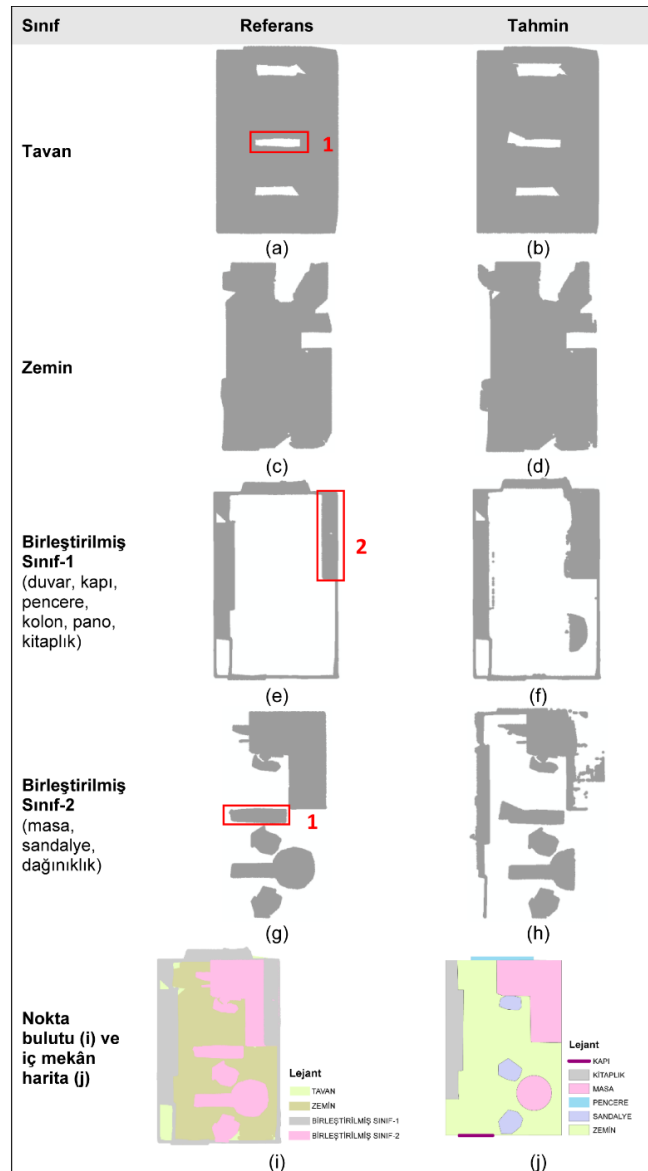 Sınıf Referans Tahmin
Tavan
1
(a) (b)
Zemin
(c) (d)
Birleştirilmiş
Sınıf-1
(duvar, kapı,
pencere,
kolon, pano,
kitaplık)
2
(e) (f)
Birleştirilmiş
Sınıf-2
(masa,
sandalye,
dağınıklık)
1
(g) (h)
Nokta
bulutu (i) ve
iç mekân
harita (j)
Lejant
TAVAN
ZEMİN
BİRLEŞTİRİLMİŞ SINIF-1
BİRLEŞTİRİLMİŞ SINIF-2
(i)
Lejant
KAPI
KİTAPLIK
MASA
PENCERE
SANDALYE
ZEMİN
(j)